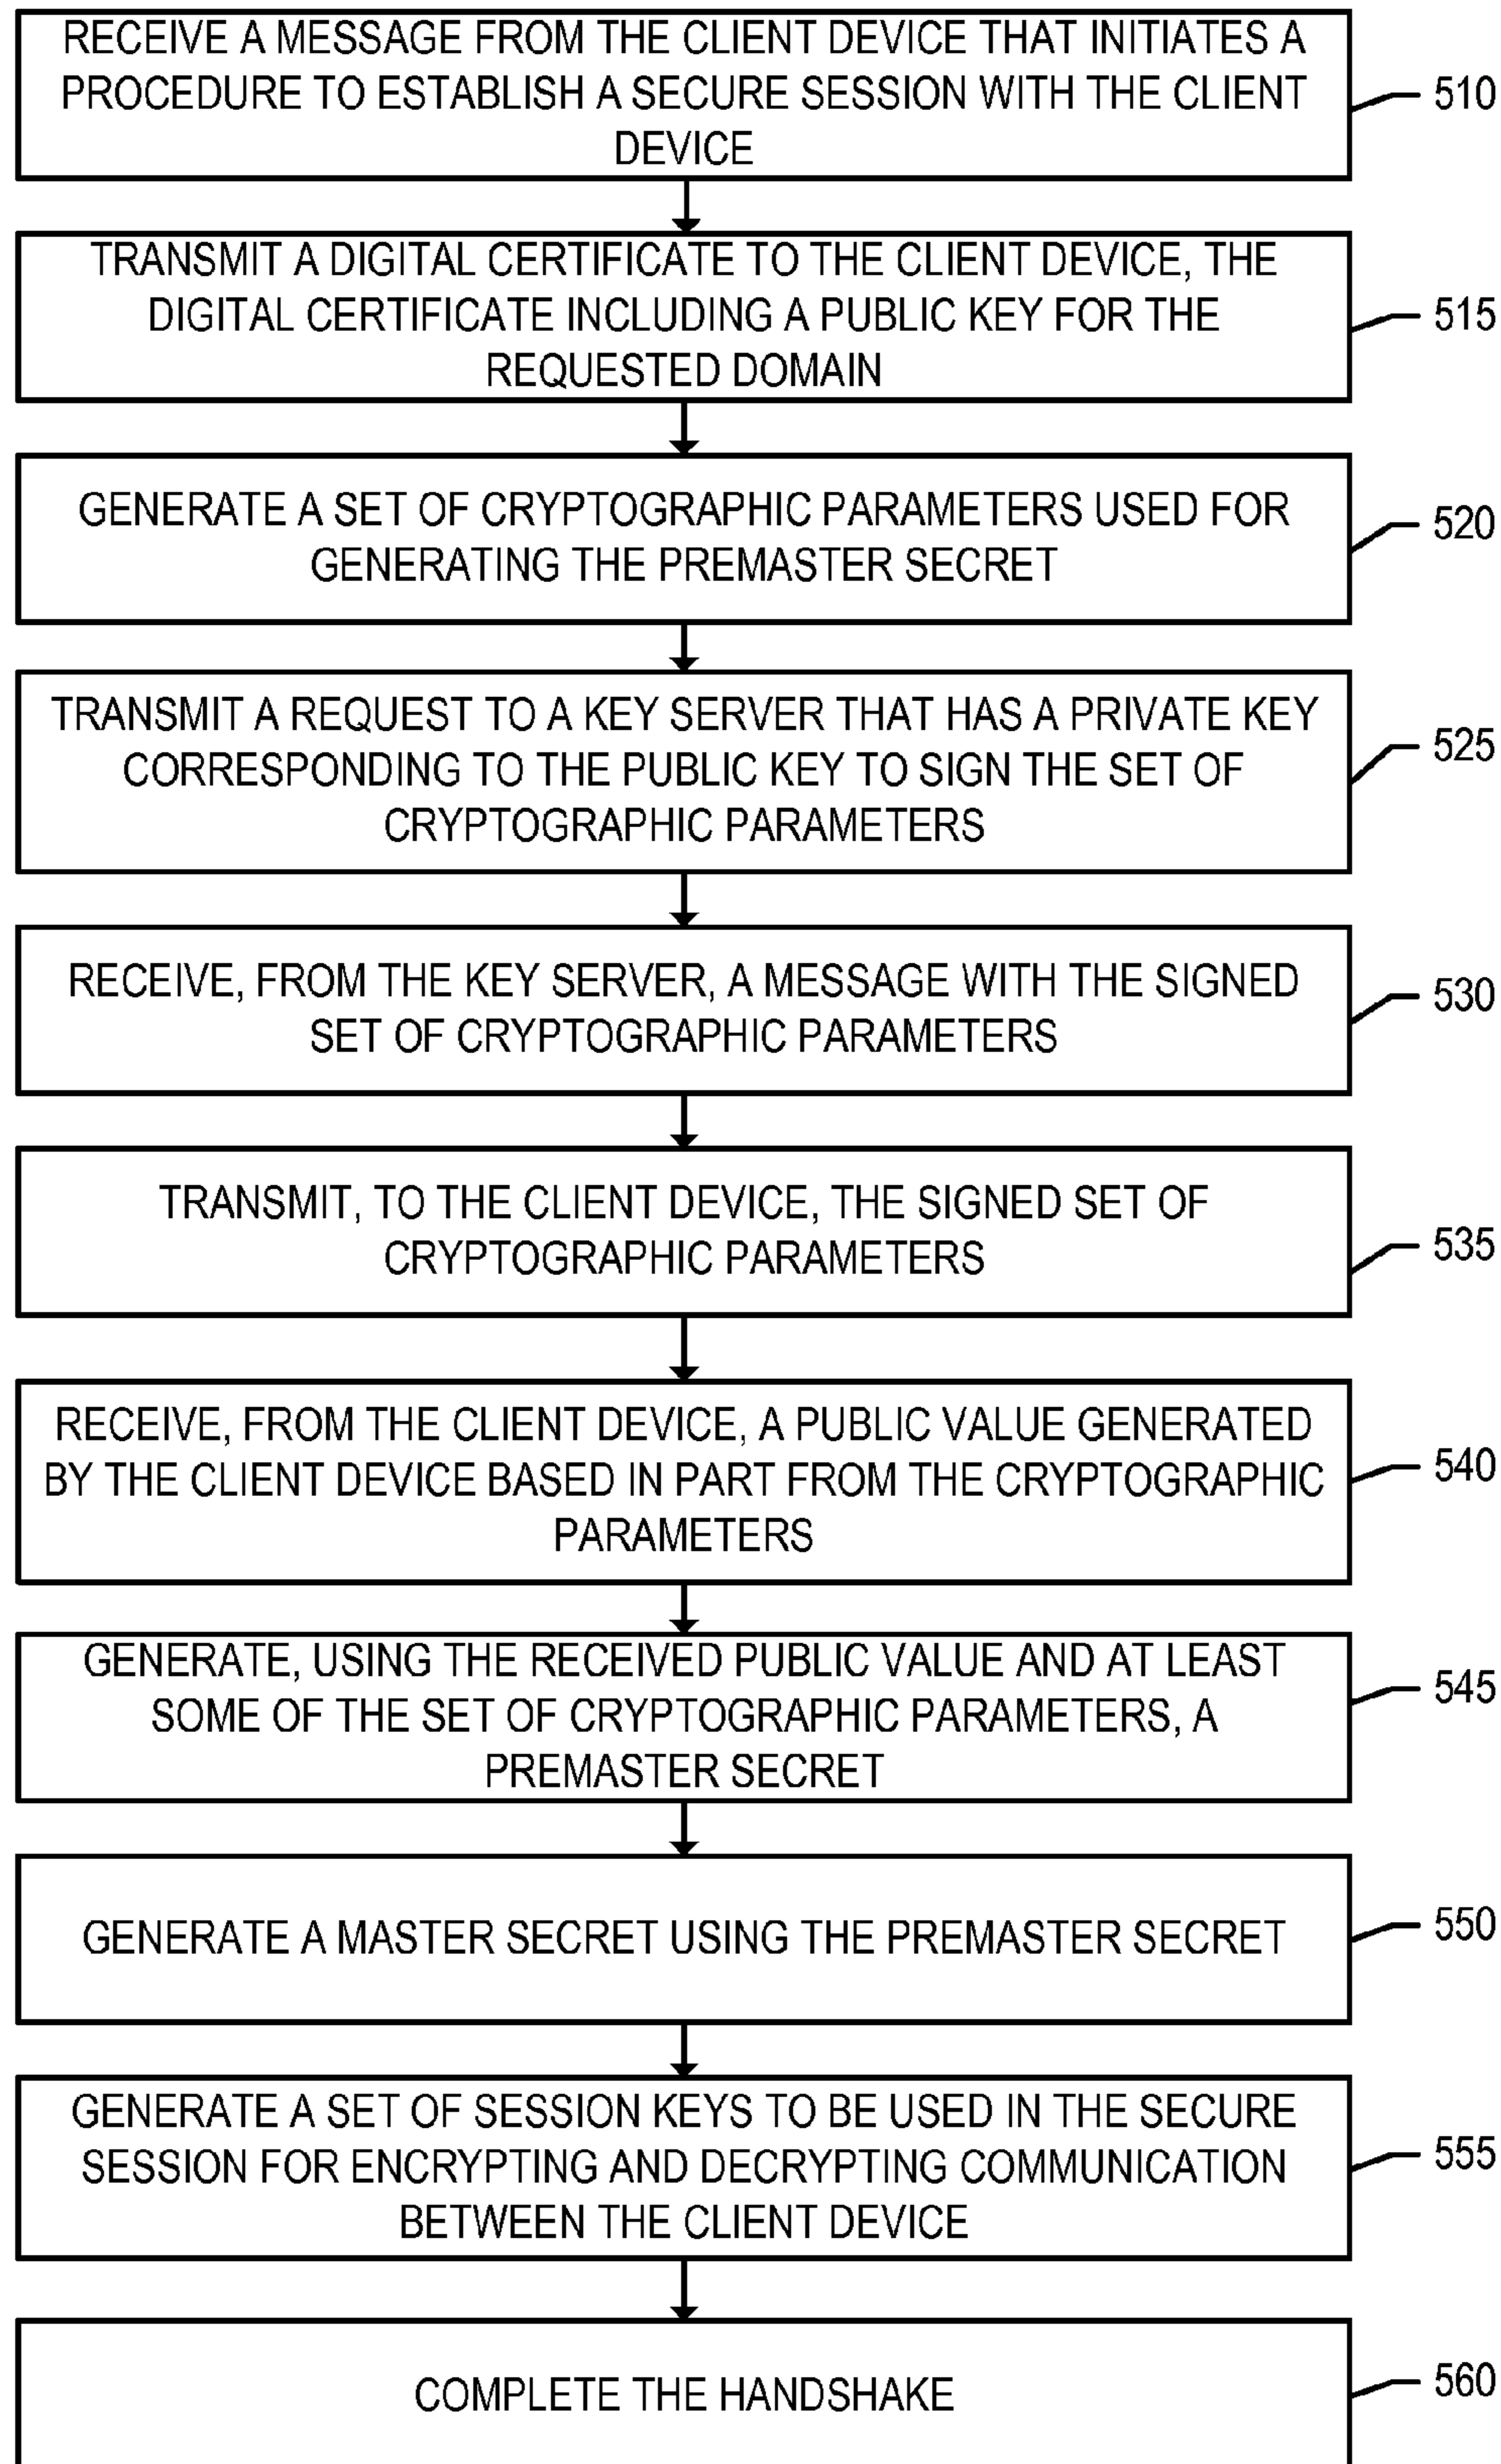 RECEIVE A MESSAGE FROM THE CLIENT DEVICE THAT INITIATES A
PROCEDURE TO ESTABLISH A SECURE SESSION WITH THE CLIENT
DEVICE
510
TRANSMIT A DIGITAL CERTIFICATE TO THE CLIENT DEVICE, THE
DIGITAL CERTIFICATE INCLUDING A PUBLIC KEY FOR THE
REQUESTED DOMAIN
515
GENERATE A SET OF CRYPTOGRAPHIC PARAMETERS USED FOR
GENERATING THE PREMASTER SECRET
520
TRANSMIT A REQUEST TO A KEY SERVER THAT HAS A PRIVATE KEY
CORRESPONDING TO THE PUBLIC KEY TO SIGN THE SET OF
CRYPTOGRAPHIC PARAMETERS
525
RECEIVE, FROM THE KEY SERVER, A MESSAGE WITH THE SIGNED
SET OF CRYPTOGRAPHIC PARAMETERS
530
TRANSMIT, TO THE CLIENT DEVICE, THE SIGNED SET OF
CRYPTOGRAPHIC PARAMETERS
535
RECEIVE, FROM THE CLIENT DEVICE, A PUBLIC VALUE GENERATED
BY THE CLIENT DEVICE BASED IN PART FROM THE CRYPTOGRAPHIC
PARAMETERS
540
GENERATE, USING THE RECEIVED PUBLIC VALUE AND AT LEAST
SOME OF THE SET OF CRYPTOGRAPHIC PARAMETERS, A
PREMASTER SECRET
545
GENERATE A MASTER SECRET USING THE PREMASTER SECRET
550
GENERATE A SET OF SESSION KEYS TO BE USED IN THE SECURE
SESSION FOR ENCRYPTING AND DECRYPTING COMMUNICATION
BETWEEN THE CLIENT DEVICE
555
COMPLETE THE HANDSHAKE
560